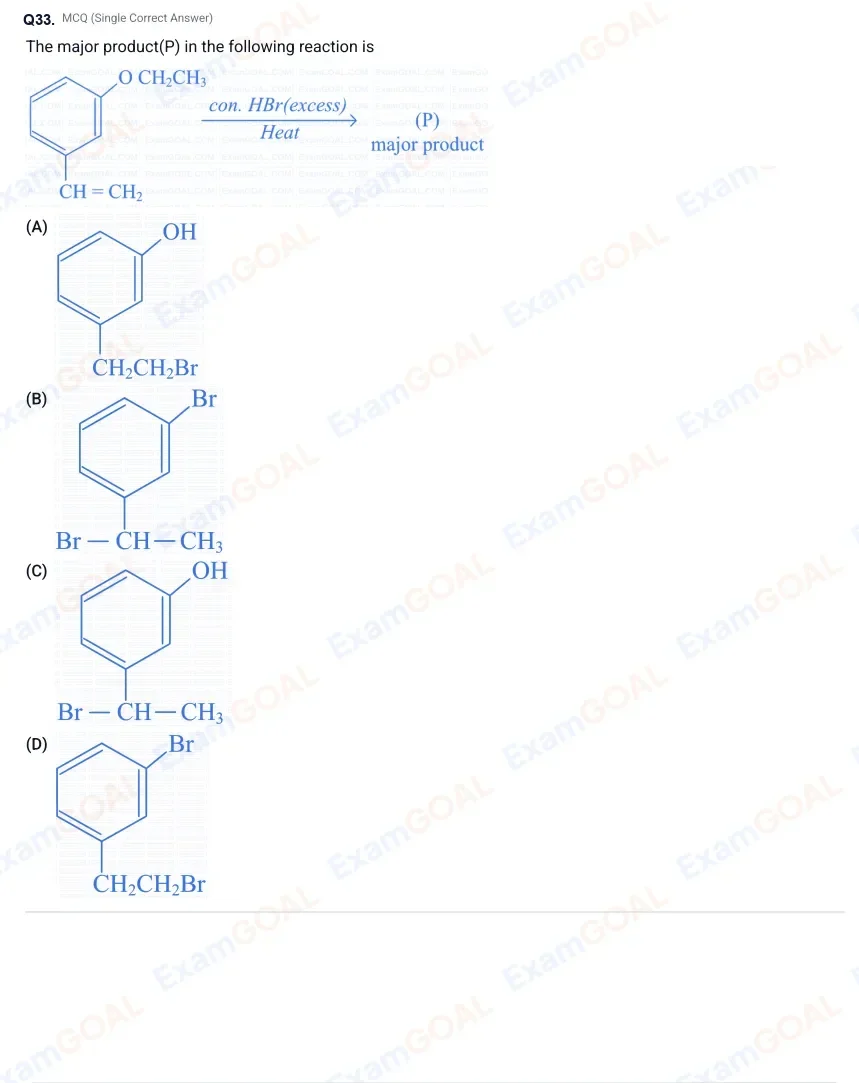 Q33. MCQ (Single Correct Answer)
The major product(P) in the following reaction is
O CH₂CH₃
con. HBr(excess)
Heat
(P)
major product
CH = CH₂
(A)
OH
CH₂CH₂Br
(B)
Br
Br — CH — CH₃
(C)
OH
Br — CH — CH₃
(D)
Br
CH₂CH₂Br
ExamGOAL